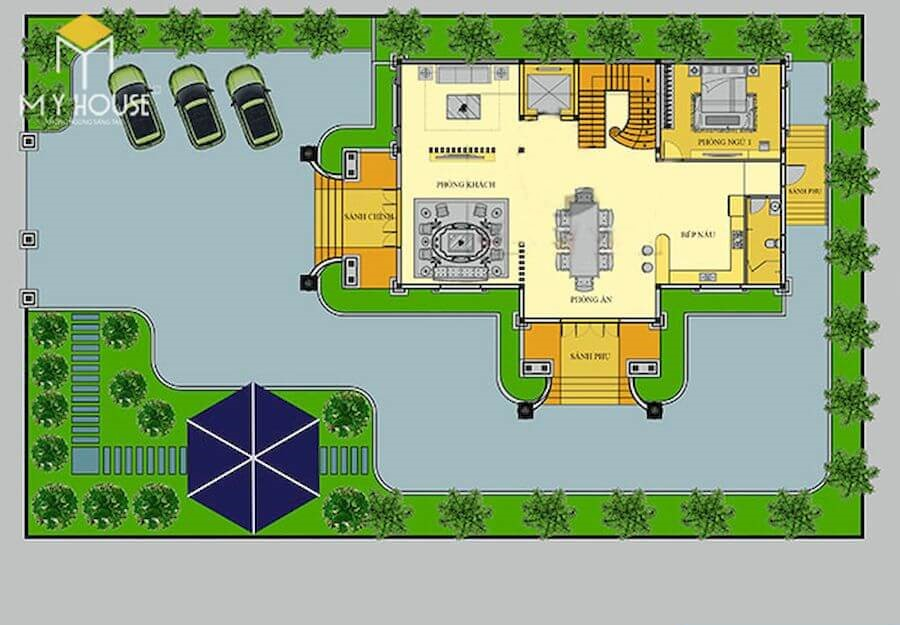 MY HOUSE
PHÒNG NGỦ 1
PHÒNG KHÁCH
SẢNH PHỤ
SẢNH CHÍNH
BẾP NẤU
PHÒNG ĂN
SẢNH PHỤ